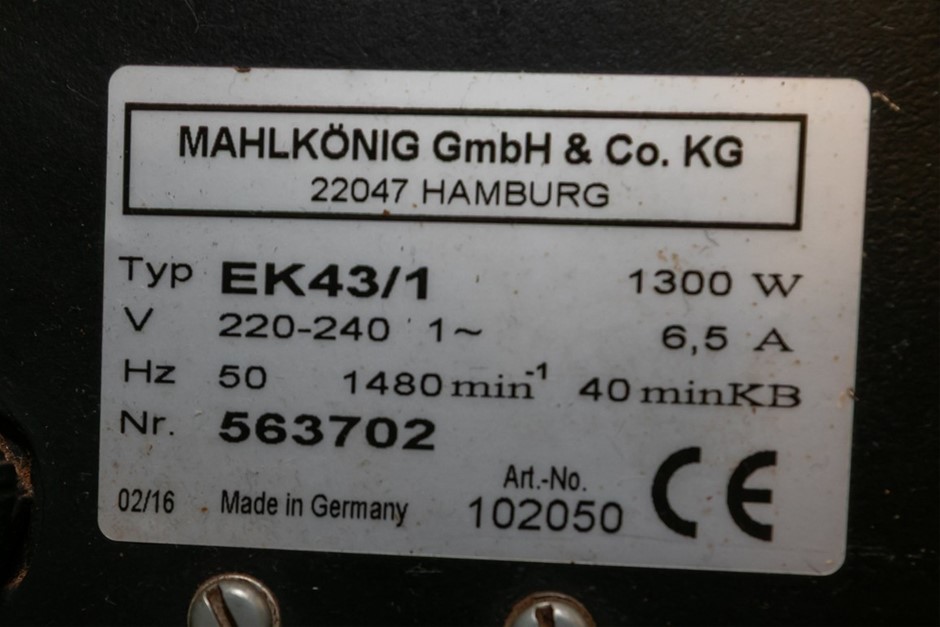 MAHLKÖNIG GmbH & Co. KG
22047 HAMBURG
Typ EK43/1 1300 W
V 220-240 1~ 6,5 A
Hz 50 1480 min⁻¹ 40 minKB
Nr. 563702
Art.-No.
02/16 Made in Germany 102050 CE